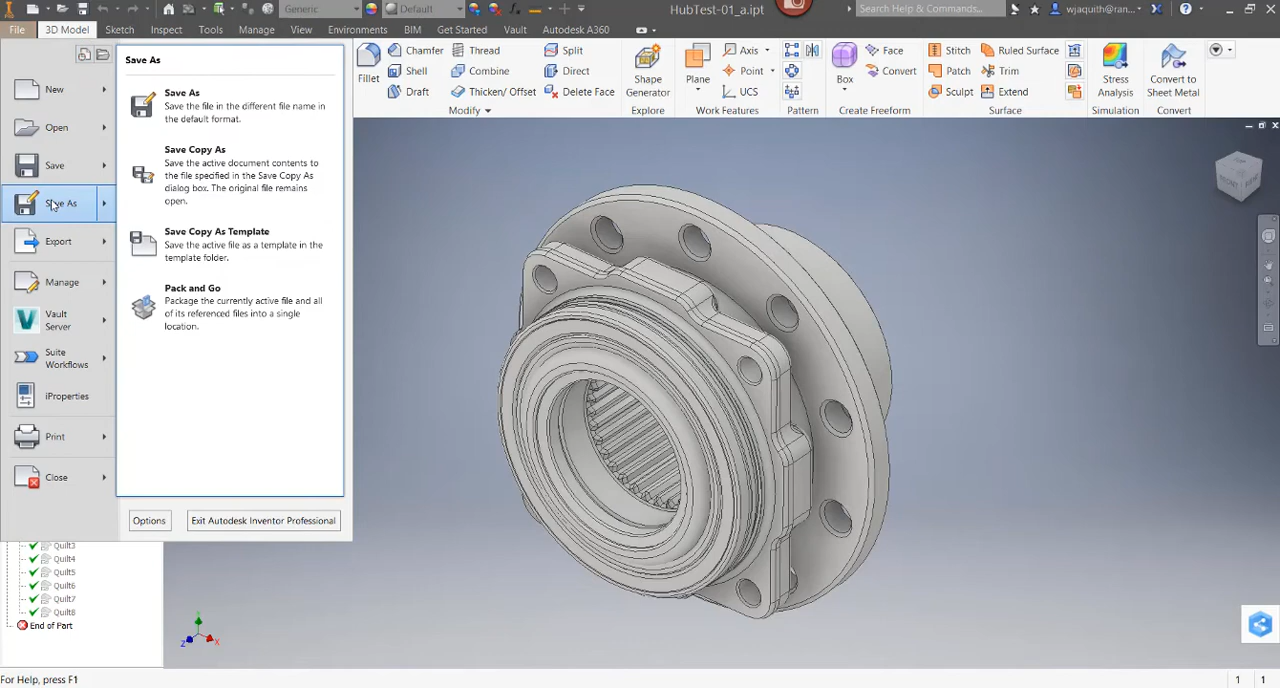 Generic
Default
HubTest-01_a.ipt
Search Help & Commands...
wjaquith@ran...
File
3D Model
Sketch
Inspect
Tools
Manage
View
Environments
BIM
Get Started
Vault
Autodesk A360
Fillet
Chamfer
Shell
Draft
Thread
Combine
Thicken/ Offset
Split
Direct
Delete Face
Modify
Shape
Generator
Explore
Plane
Axis
Point
UCS
Work Features
Pattern
Box
Face
Convert
Create Freeform
Stitch
Patch
Sculpt
Ruled Surface
Trim
Extend
Surface
Stress
Analysis
Simulation
Convert to
Sheet Metal
Convert
New
Open
Save
Save As
Export
Manage
Vault
Server
Suite
Workflows
iProperties
Print
Close
Save As
Save As
Save the file in the different file name in
the default format.
Save Copy As
Save the active document contents to
the file specified in the Save Copy As
dialog box. The original file remains
open.
Save Copy As Template
Save the active file as a template in the
template folder.
Pack and Go
Package the currently active file and all
of its referenced files into a single
location.
Options
Exit Autodesk Inventor Professional
Quilt3
Quilt4
Quilt5
Quilt6
Quilt7
Quilt8
End of Part
TOP
FRONT
Y
Z
X
For Help, press F1
1
1